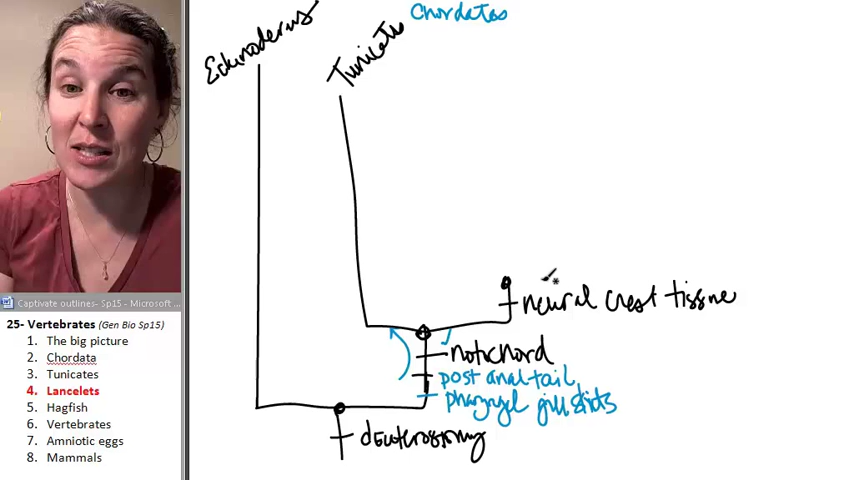 Chordates
Echinoderms
Tunicates
neural crest tissue
notochord
post anal tail
pharyngl gill slits
deuterostomy
Captivate outlines- Sp15 - Microsoft ...
25- Vertebrates (Gen Bio Sp15)
1. The big picture
2. Chordata
3. Tunicates
4. Lancelets
5. Hagfish
6. Vertebrates
7. Amniotic eggs
8. Mammals